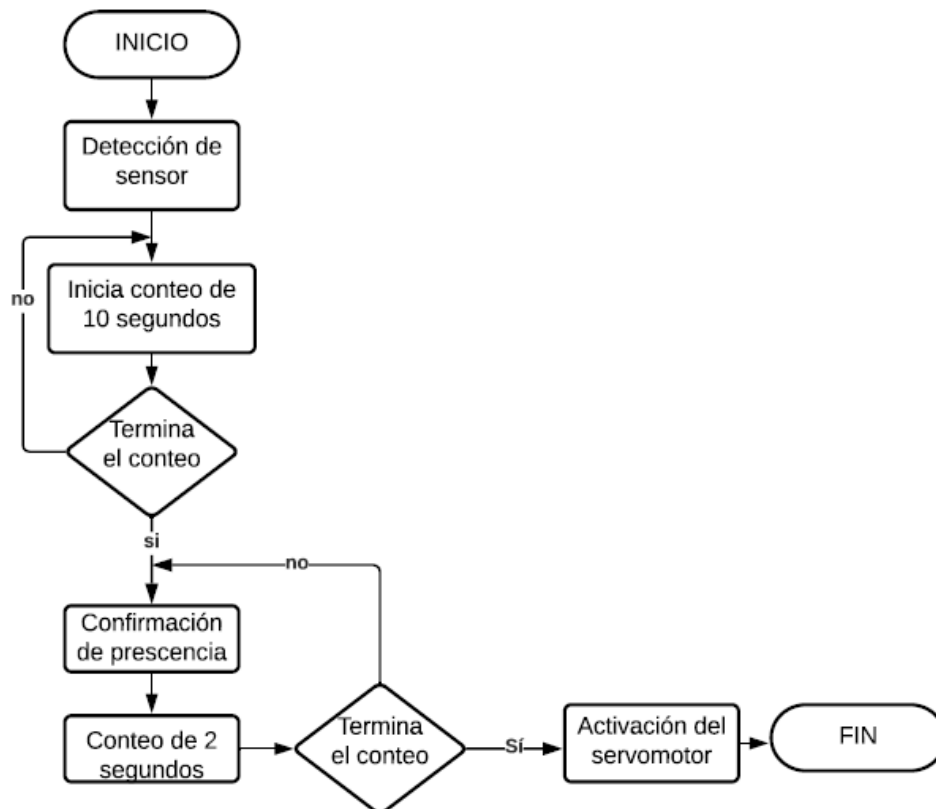 INICIO
Detección de
sensor
no
Inicia conteo de
10 segundos
Termina
el conteo
si
no
Confirmación
de prescencia
Conteo de 2
segundos
Termina
el conteo
Sí
Activación del
servomotor
FIN